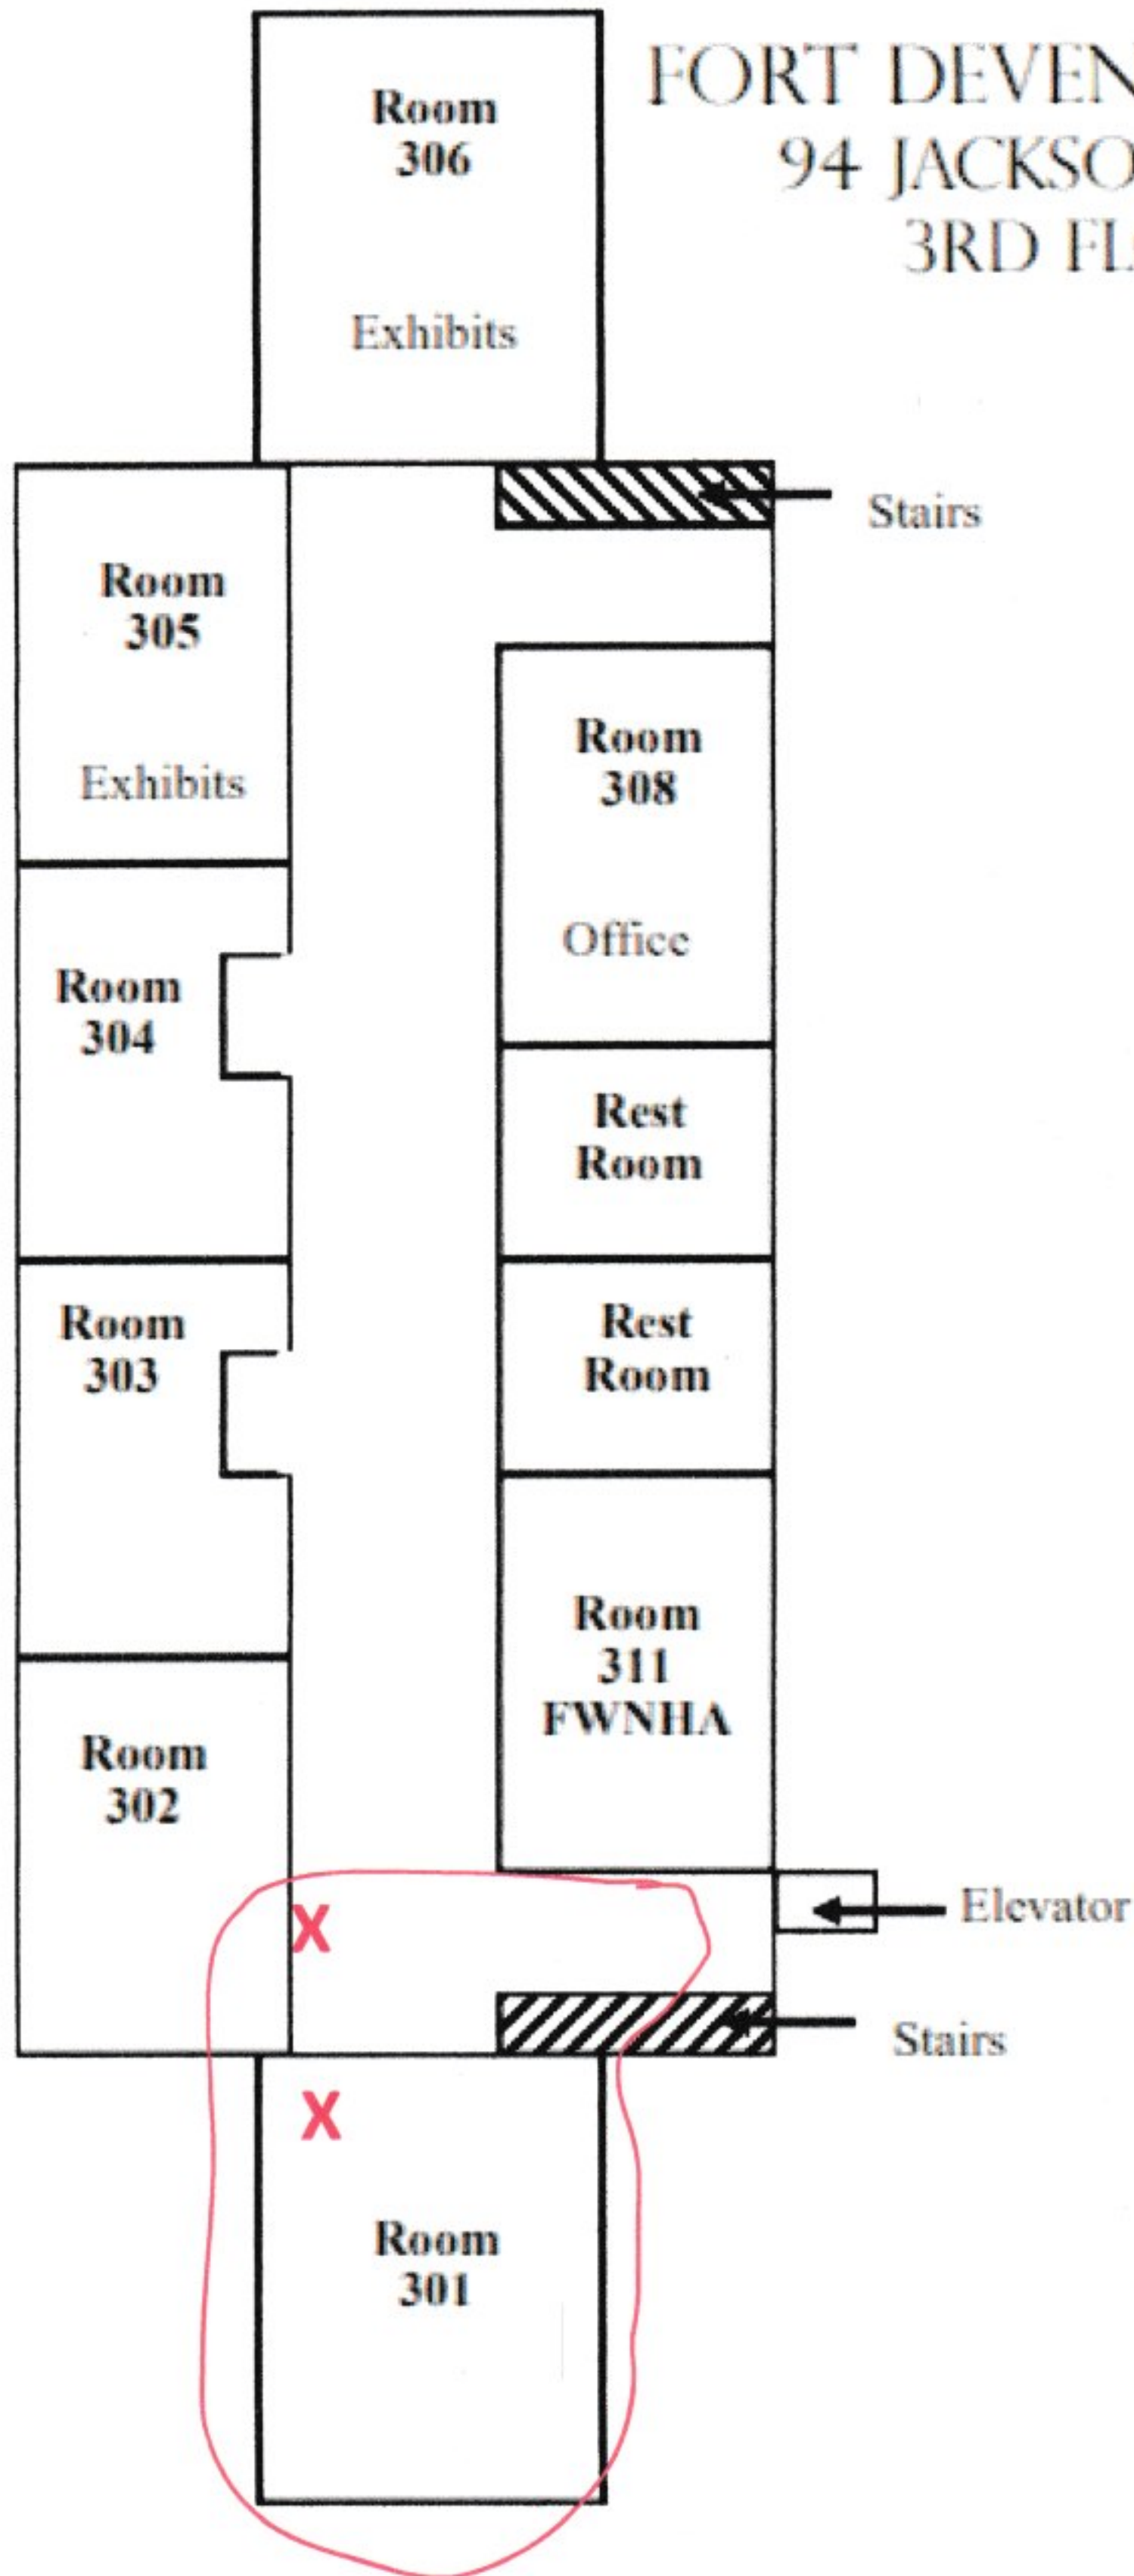 FORT DEVEN
94 JACKSO
3RD FL
Room
306
Exhibits
Stairs
Room
305
Exhibits
Room
308
Office
Room
304
Rest
Room
Room
303
Rest
Room
Room
311
FWNHA
Room
302
X
Elevator
Stairs
X
Room
301